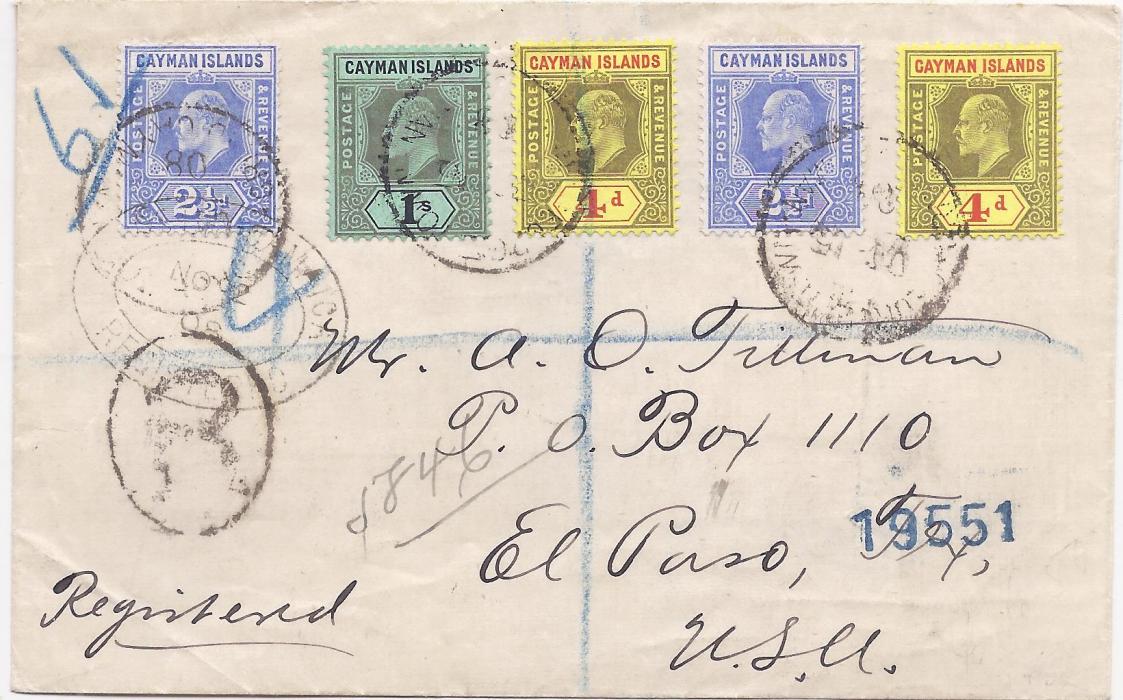 CAYMAN ISLANDS
POSTAGE & REVENUE
2½d
CAYMAN ISLANDS
POSTAGE & REVENUE
1s
CAYMAN ISLANDS
POSTAGE & REVENUE
4d
CAYMAN ISLANDS
POSTAGE & REVENUE
2½d
CAYMAN ISLANDS
POSTAGE & REVENUE
4d
R
Mr. A. O. Tillman
P. O. Box 1110
El Paso, Tex,
U.S.A.
Registered
19551